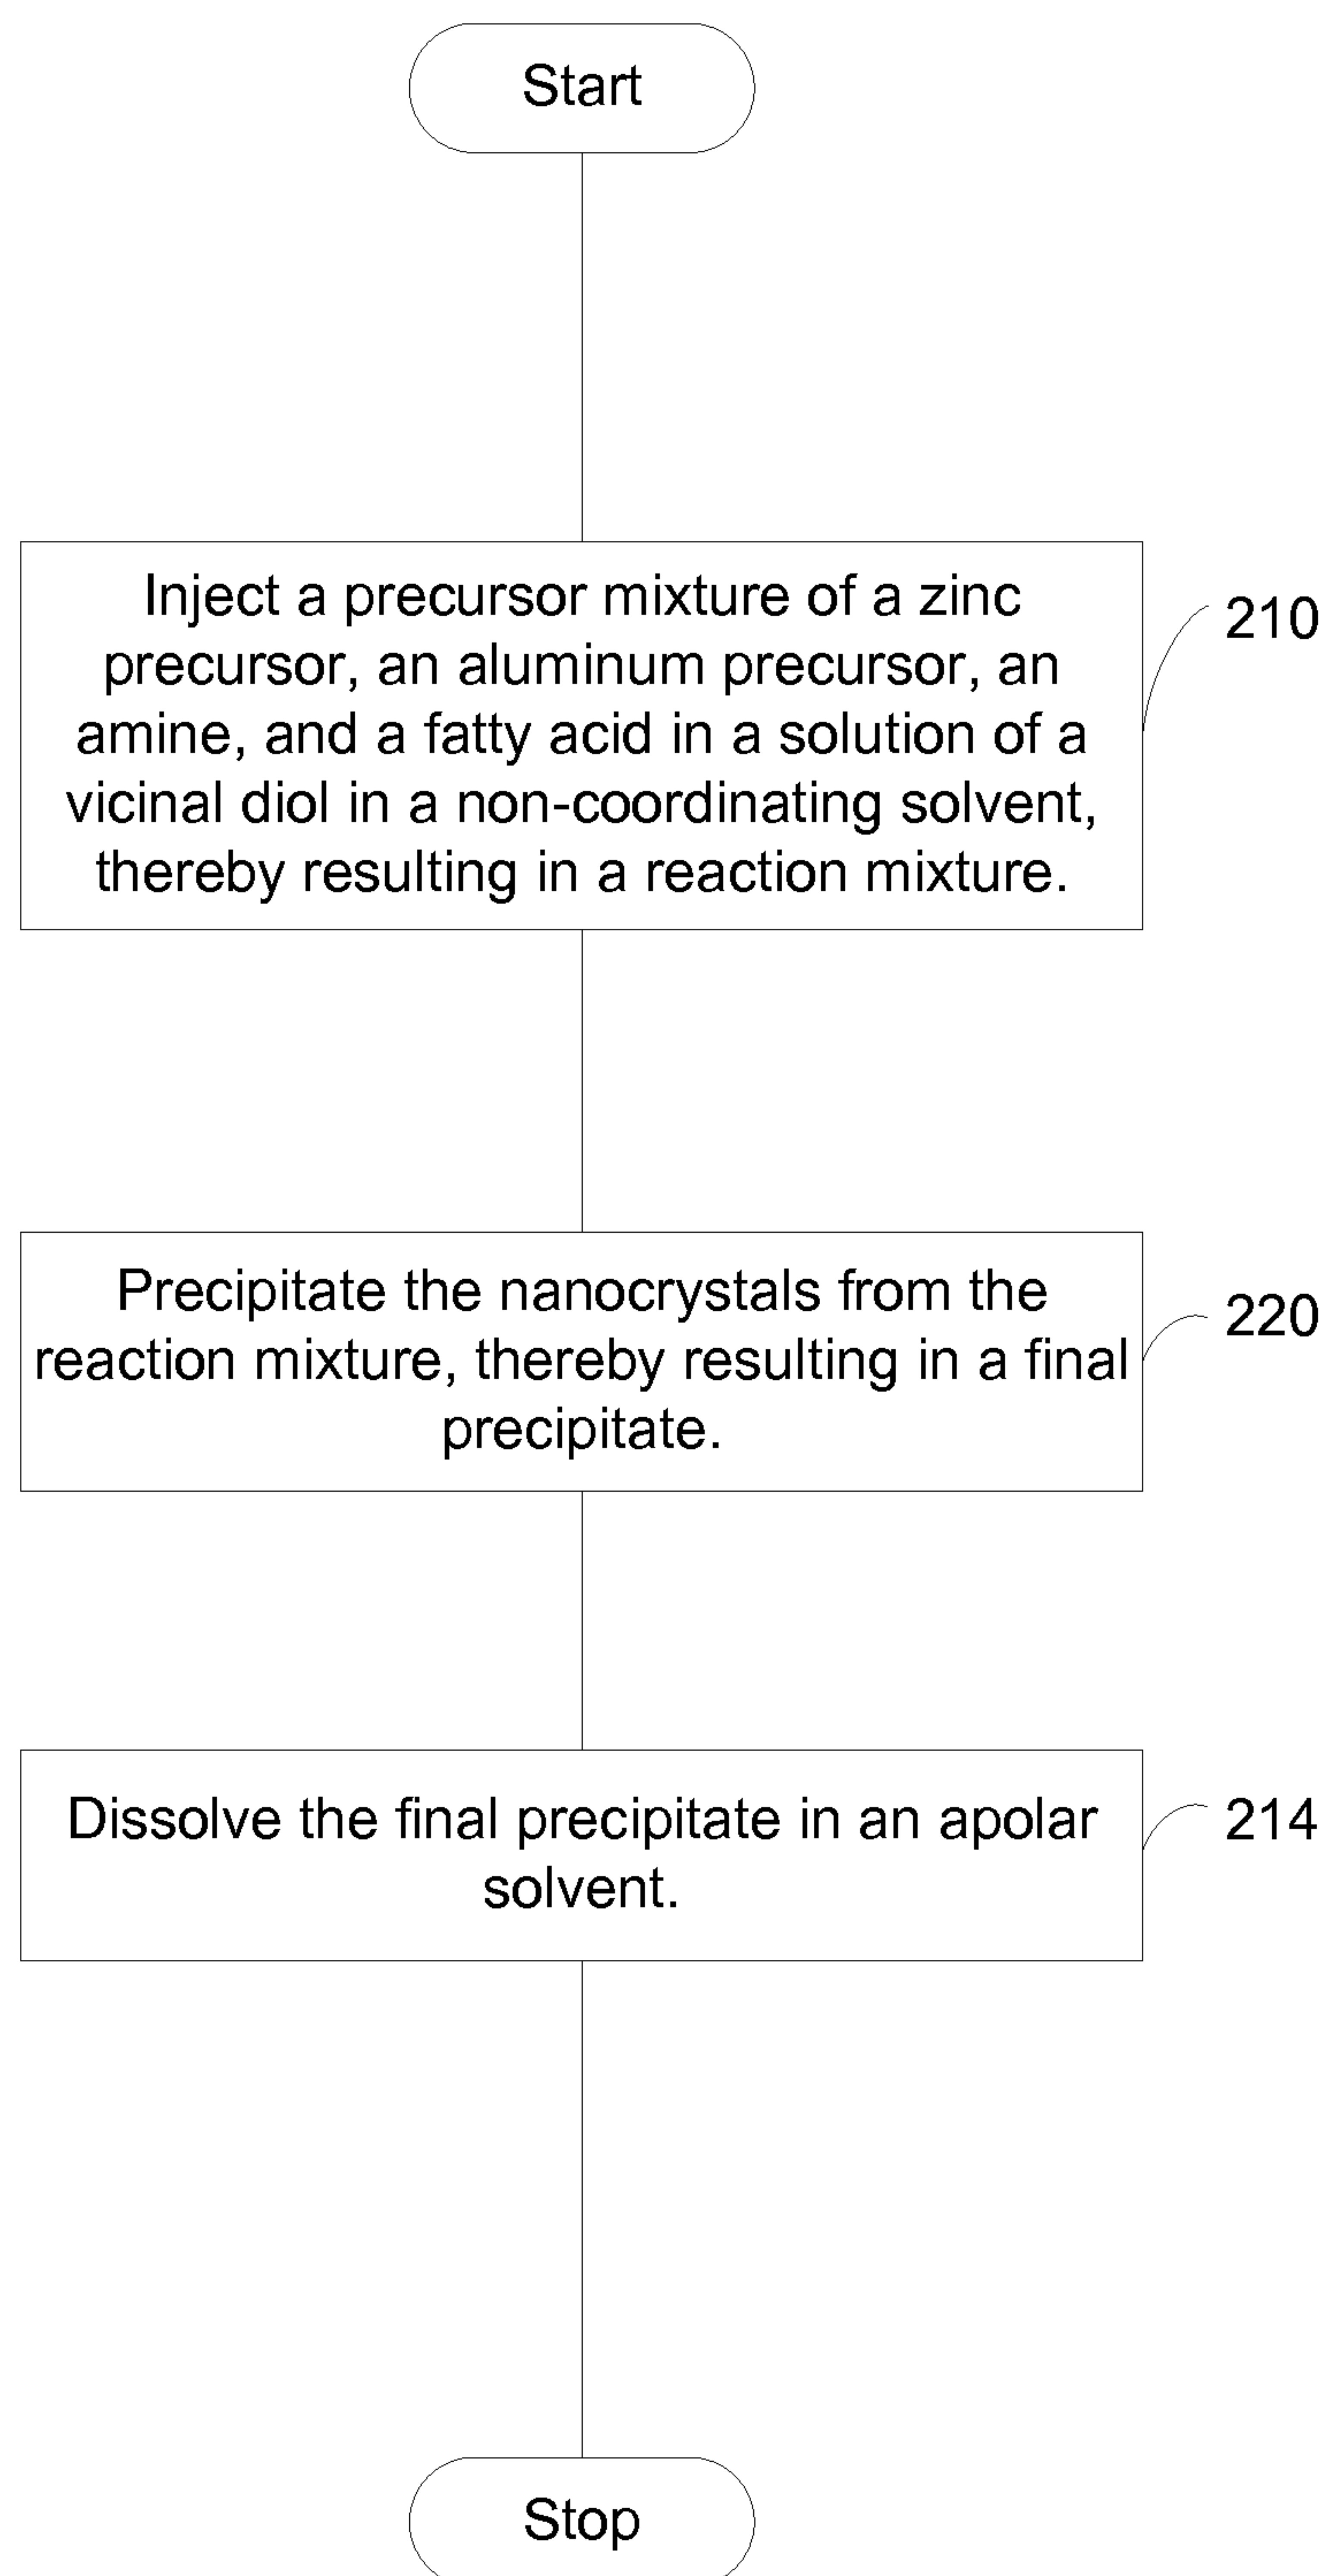 Start
Inject a precursor mixture of a zinc
precursor, an aluminum precursor, an
amine, and a fatty acid in a solution of a
vicinal diol in a non-coordinating solvent,
thereby resulting in a reaction mixture.
210
Precipitate the nanocrystals from the
reaction mixture, thereby resulting in a final
precipitate.
220
Dissolve the final precipitate in an apolar
solvent.
214
Stop